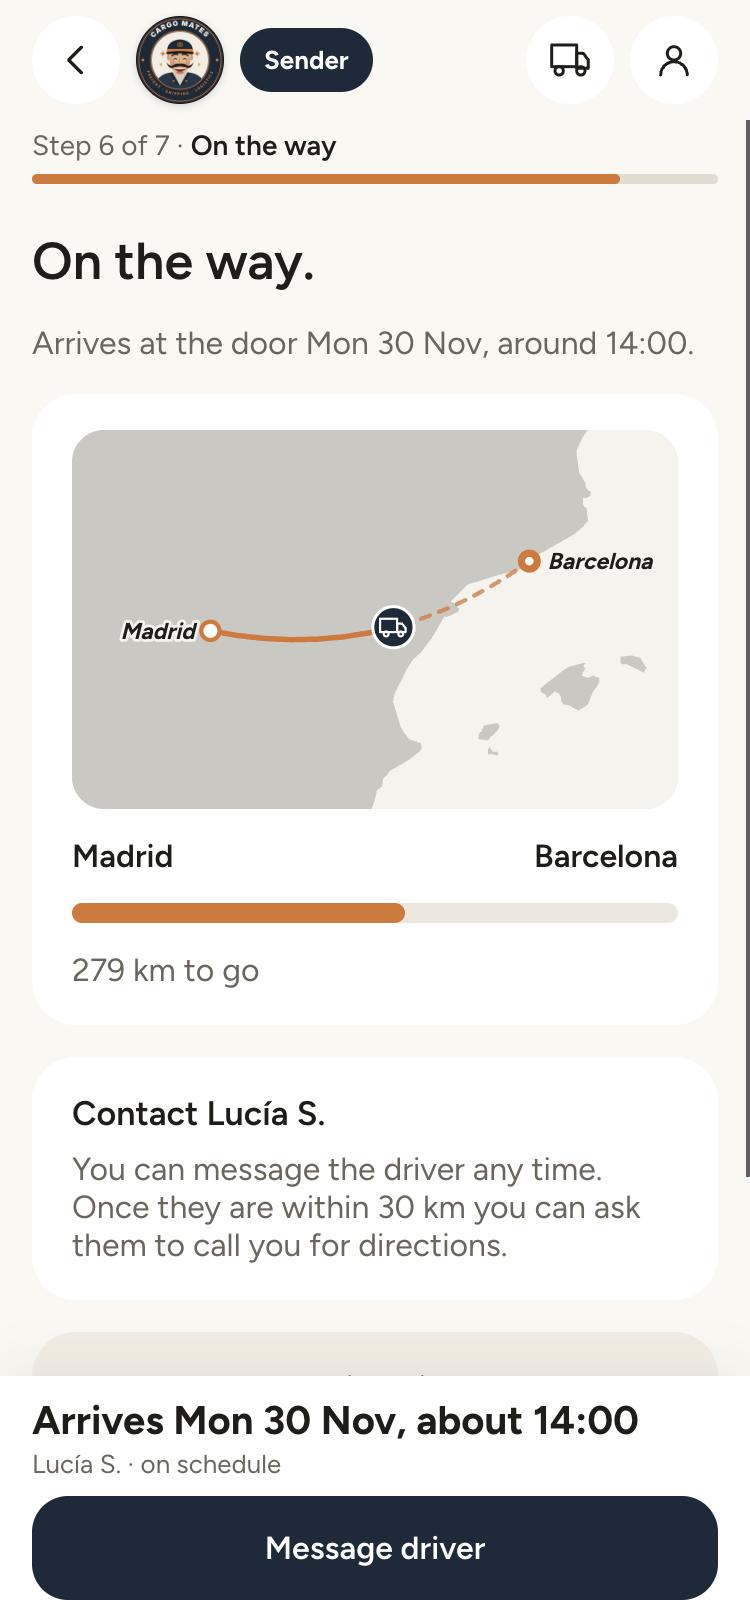 CARGO MATES
Sender
Step 6 of 7 · On the way
On the way.
Arrives at the door Mon 30 Nov, around 14:00.
Barcelona
Madrid
Madrid
Barcelona
279 km to go
Contact Lucía S.
You can message the driver any time.
Once they are within 30 km you can ask
them to call you for directions.
Arrives Mon 30 Nov, about 14:00
Lucía S. · on schedule
Message driver